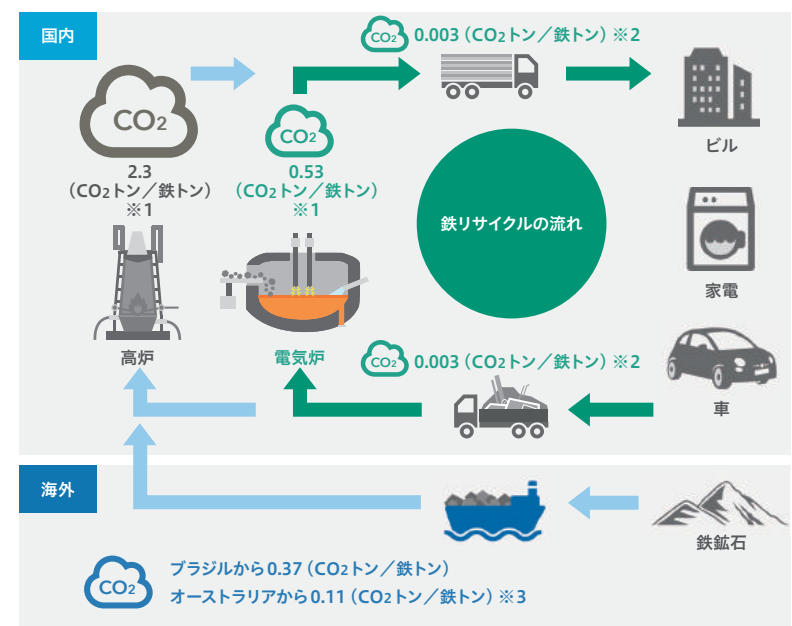 国内
CO2
0.003（CO2トン／鉄トン）※2
CO2
2.3
（CO2トン／鉄トン）
※1
CO2
0.53
（CO2トン／鉄トン）
※1
ビル
鉄リサイクルの流れ
家電
高炉
電気炉
CO2
0.003（CO2トン／鉄トン）※2
車
海外
鉄鉱石
CO2
ブラジルから0.37（CO2トン／鉄トン）
オーストラリアから0.11（CO2トン／鉄トン）※3